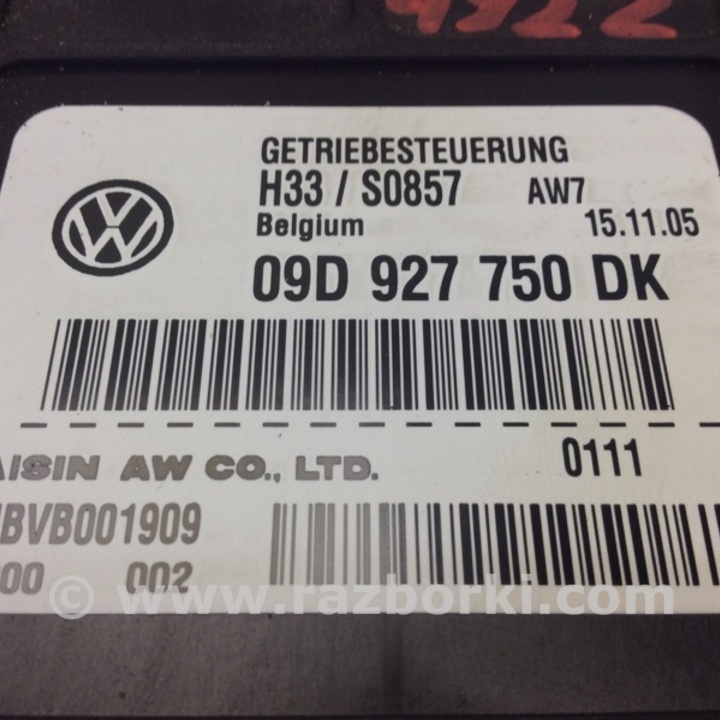 4322
GETRIEBESTEUERUNG
H33 / S0857 AW7
Belgium 15.11.05
09D 927 750 DK
AISIN AW CO., LTD. 0111
BVB001909
00 002
© www.razborki.com